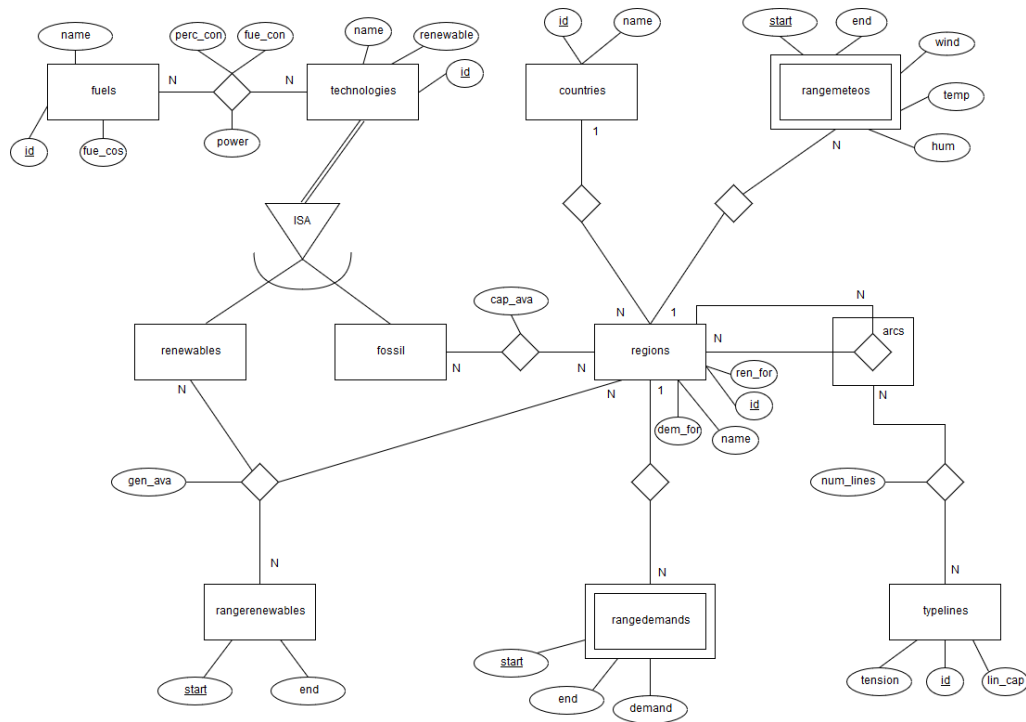 name
perc_con
fue_con
name
renewable
id
name
start
end
wind
fuels
N
N
technologies
id
countries
rangemeteos
temp
id
fue_cos
power
1
N
hum
ISA
cap_ava
N
1
N
arcs
renewables
fossil
regions
N
N
N
N
N
1
N
ren_for
id
dem_for
name
gen_ava
num_lines
N
N
N
rangerenewables
rangedemands
typelines
start
end
start
end
demand
tension
id
lin_cap